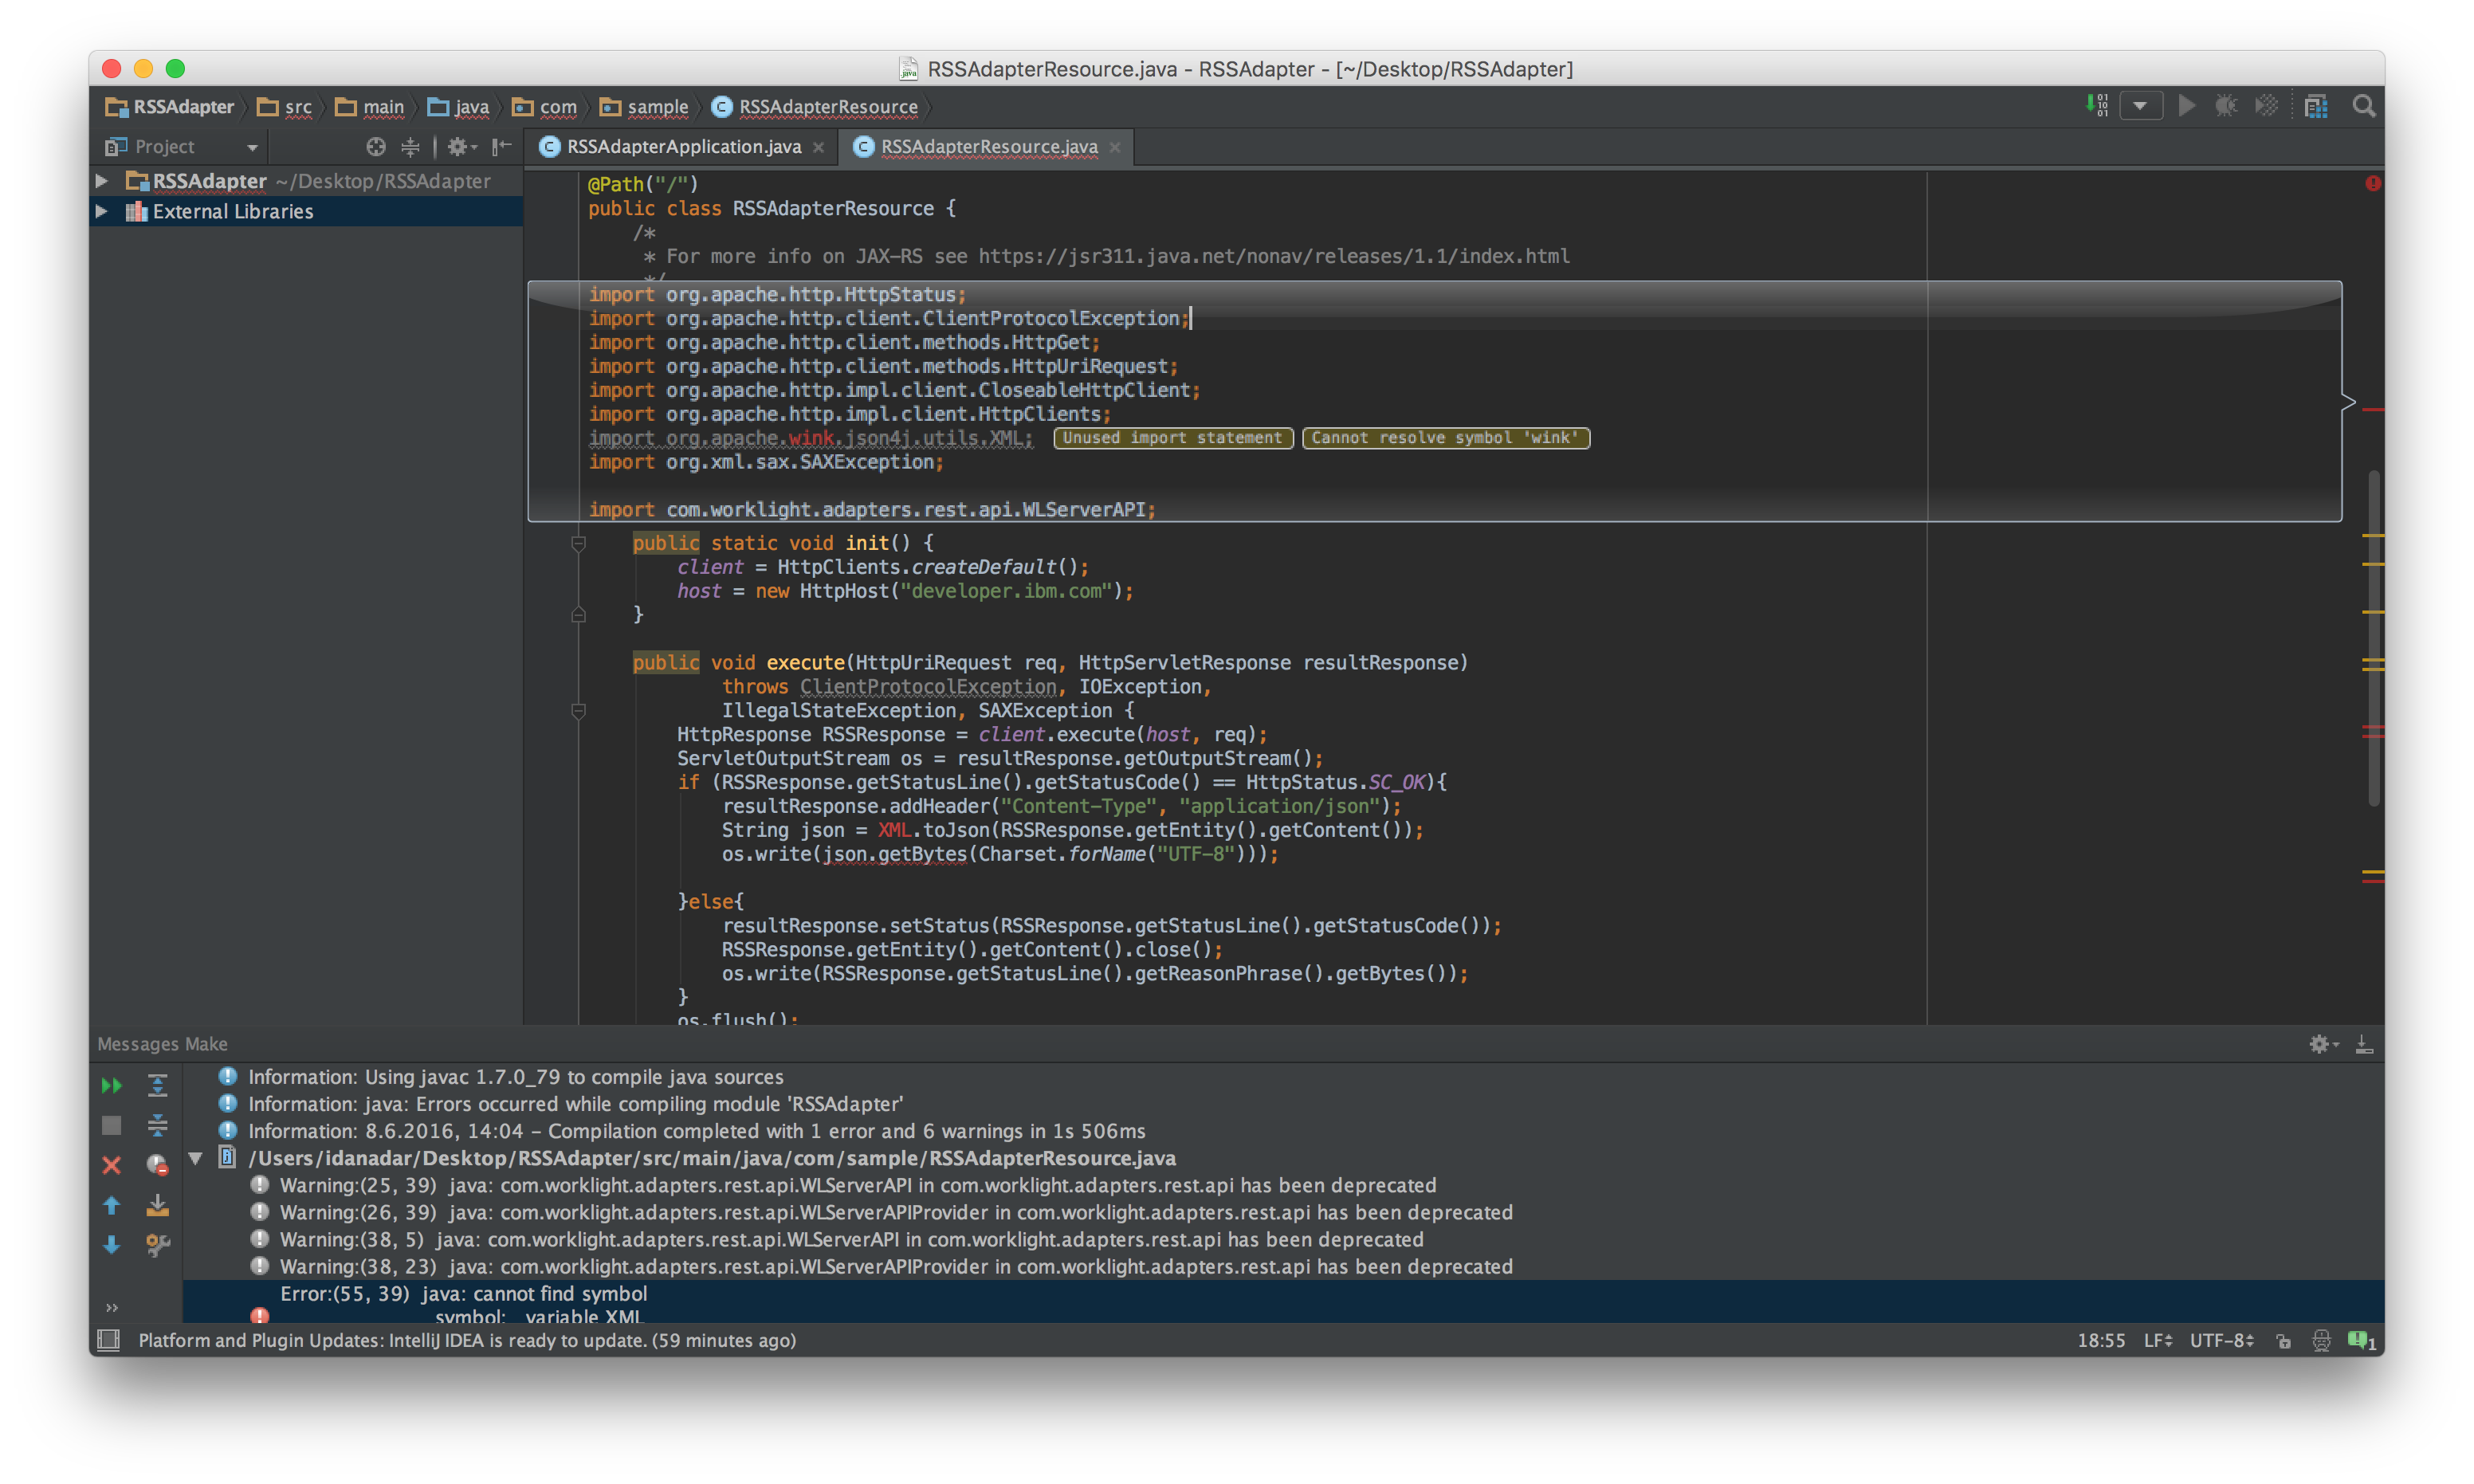 RSSAdapterResource.java - RSSAdapter - [~/Desktop/RSSAdapter]
RSSAdapter src main java com sample RSSAdapterResource
Project
RSSAdapterApplication.java RSSAdapterResource.java
RSSAdapter ~/Desktop/RSSAdapter
External Libraries
@Path("/")
public class RSSAdapterResource {
/*
* For more info on JAX-RS see https://jsr311.java.net/nonav/releases/1.1/index.html
*/
import org.apache.http.HttpStatus;
import org.apache.http.client.ClientProtocolException;
import org.apache.http.client.methods.HttpGet;
import org.apache.http.client.methods.HttpUriRequest;
import org.apache.http.impl.client.CloseableHttpClient;
import org.apache.http.impl.client.HttpClients;
import org.apache.wink.json4j.utils.XML; Unused import statement Cannot resolve symbol 'wink'
import org.xml.sax.SAXException;
import com.worklight.adapters.rest.api.WLServerAPI;
public static void init() {
client = HttpClients.createDefault();
host = new HttpHost("developer.ibm.com");
}
public void execute(HttpUriRequest req, HttpServletResponse resultResponse)
throws ClientProtocolException, IOException,
IllegalStateException, SAXException {
HttpResponse RSSResponse = client.execute(host, req);
ServletOutputStream os = resultResponse.getOutputStream();
if (RSSResponse.getStatusLine().getStatusCode() == HttpStatus.SC_OK){
resultResponse.addHeader("Content-Type", "application/json");
String json = XML.toJson(RSSResponse.getEntity().getContent());
os.write(json.getBytes(Charset.forName("UTF-8")));
}else{
resultResponse.setStatus(RSSResponse.getStatusLine().getStatusCode());
RSSResponse.getEntity().getContent().close();
os.write(RSSResponse.getStatusLine().getReasonPhrase().getBytes());
}
os.flush();
Messages Make
Information: Using javac 1.7.0_79 to compile java sources
Information: java: Errors occurred while compiling module 'RSSAdapter'
Information: 8.6.2016, 14:04 – Compilation completed with 1 error and 6 warnings in 1s 506ms
/Users/idanadar/Desktop/RSSAdapter/src/main/java/com/sample/RSSAdapterResource.java
Warning:(25, 39) java: com.worklight.adapters.rest.api.WLServerAPI in com.worklight.adapters.rest.api has been deprecated
Warning:(26, 39) java: com.worklight.adapters.rest.api.WLServerAPIProvider in com.worklight.adapters.rest.api has been deprecated
Warning:(38, 5) java: com.worklight.adapters.rest.api.WLServerAPI in com.worklight.adapters.rest.api has been deprecated
Warning:(38, 23) java: com.worklight.adapters.rest.api.WLServerAPIProvider in com.worklight.adapters.rest.api has been deprecated
Error:(55, 39) java: cannot find symbol
symbol: variable XML
Platform and Plugin Updates: IntelliJ IDEA is ready to update. (59 minutes ago) 18:55 LF UTF-8 1